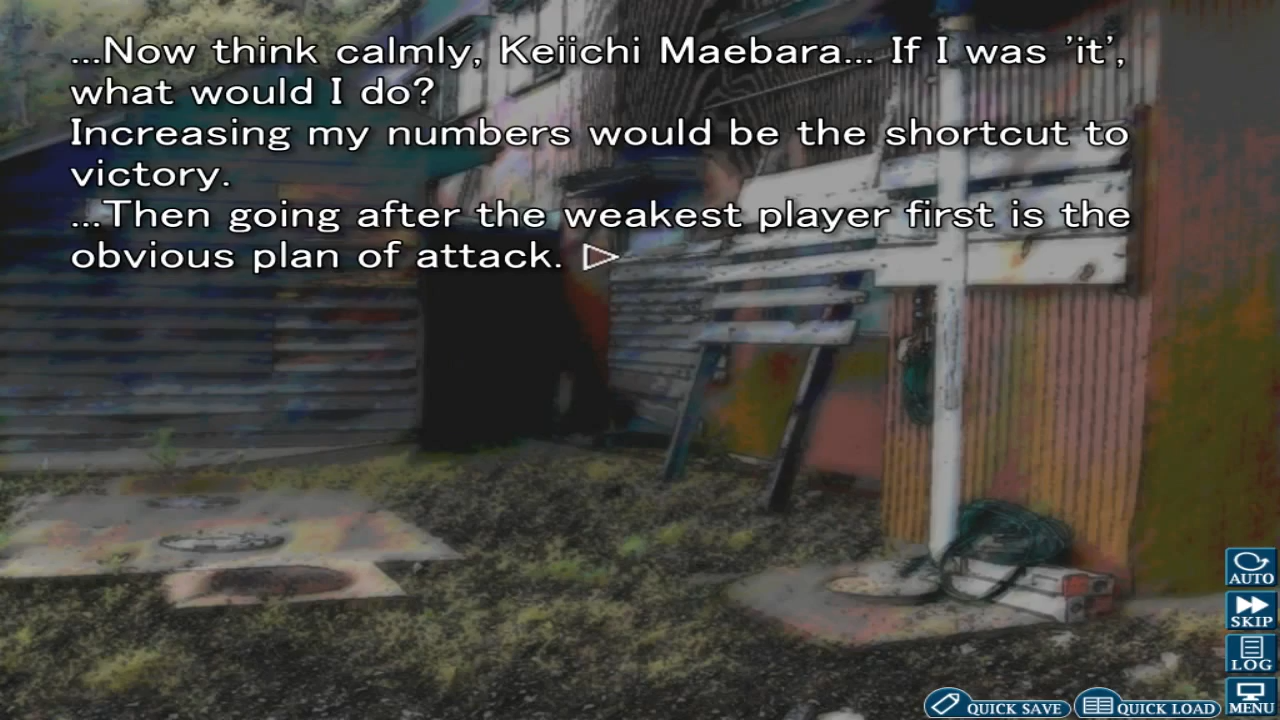 ...Now think calmly, Keiichi Maebara... If I was 'it',
what would I do?
Increasing my numbers would be the shortcut to
victory.
...Then going after the weakest player first is the
obvious plan of attack.
AUTO
SKIP
LOG
MENU
QUICK SAVE
QUICK LOAD